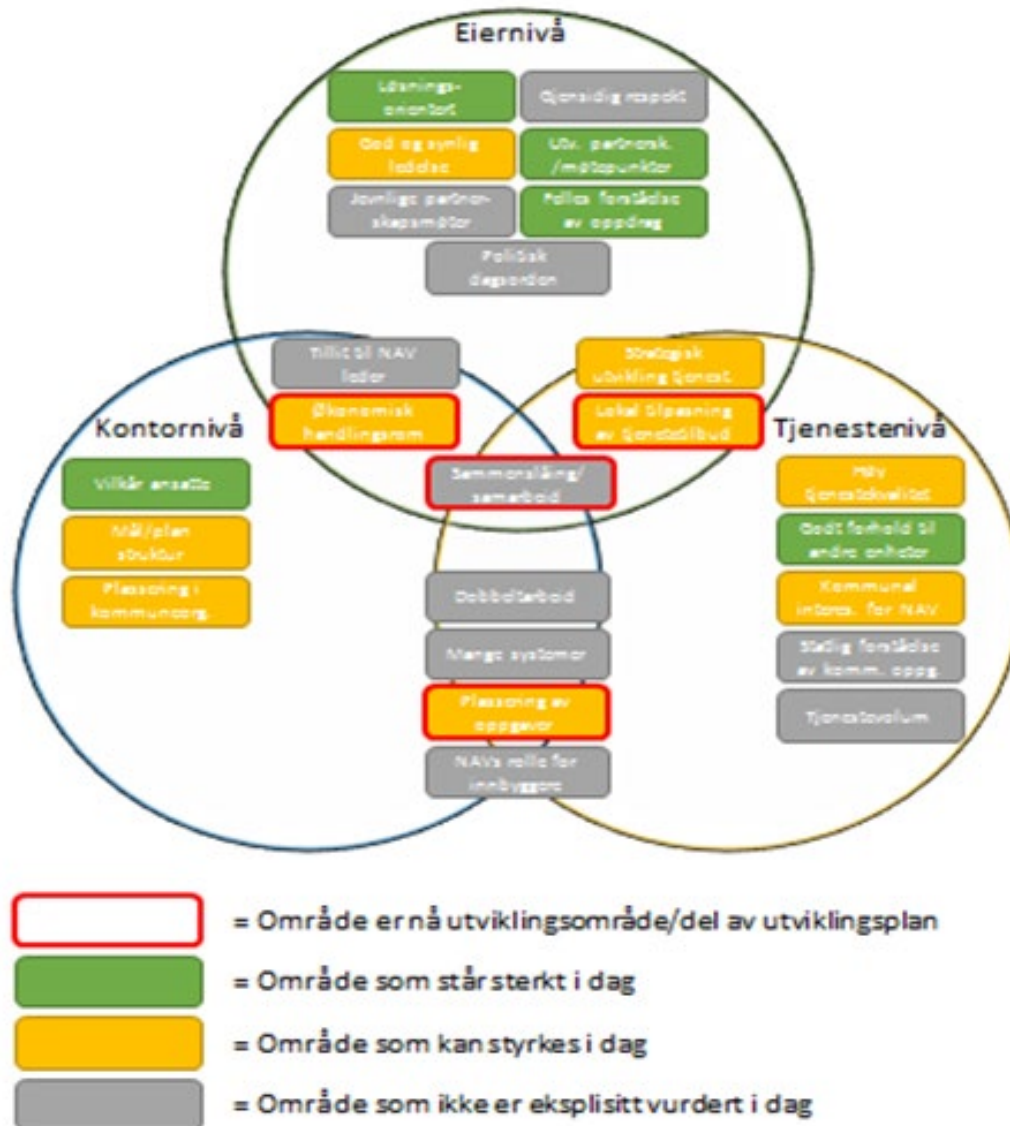 Eiernivå
Løsnings-
orientert
Gjensidig respekt
God og synlig
ledelse
Utv. partnersk.
/møtepunkter
Jevnlige partner-
skapsmøter
Felles forståelse
av oppdrag
Politisk
dagsorden
Tillit til NAV
leder
Strategisk
utvikling tjenest.
Økonomisk
handlingsrom
Lokal tilpasning
av tjenestetilbud
Kontornivå
Tjenestenivå
Sammenslåing/
samarbeid
Vilkår ansatte
Mål/plan
struktur
Plassering i
kommuneorg.
Høy
tjenestekvalitet
Godt forhold til
andre enheter
Kommunal
interes. for NAV
Statlig forståelse
av komm. oppg.
Tjenestevolum
Dobbeltarbeid
Mange systemer
Plassering av
oppgaver
NAVs rolle for
innbyggere
= Område er nå utviklingsområde/del av utviklingsplan
= Område som står sterkt i dag
= Område som kan styrkes i dag
= Område som ikke er eksplisitt vurdert i dag